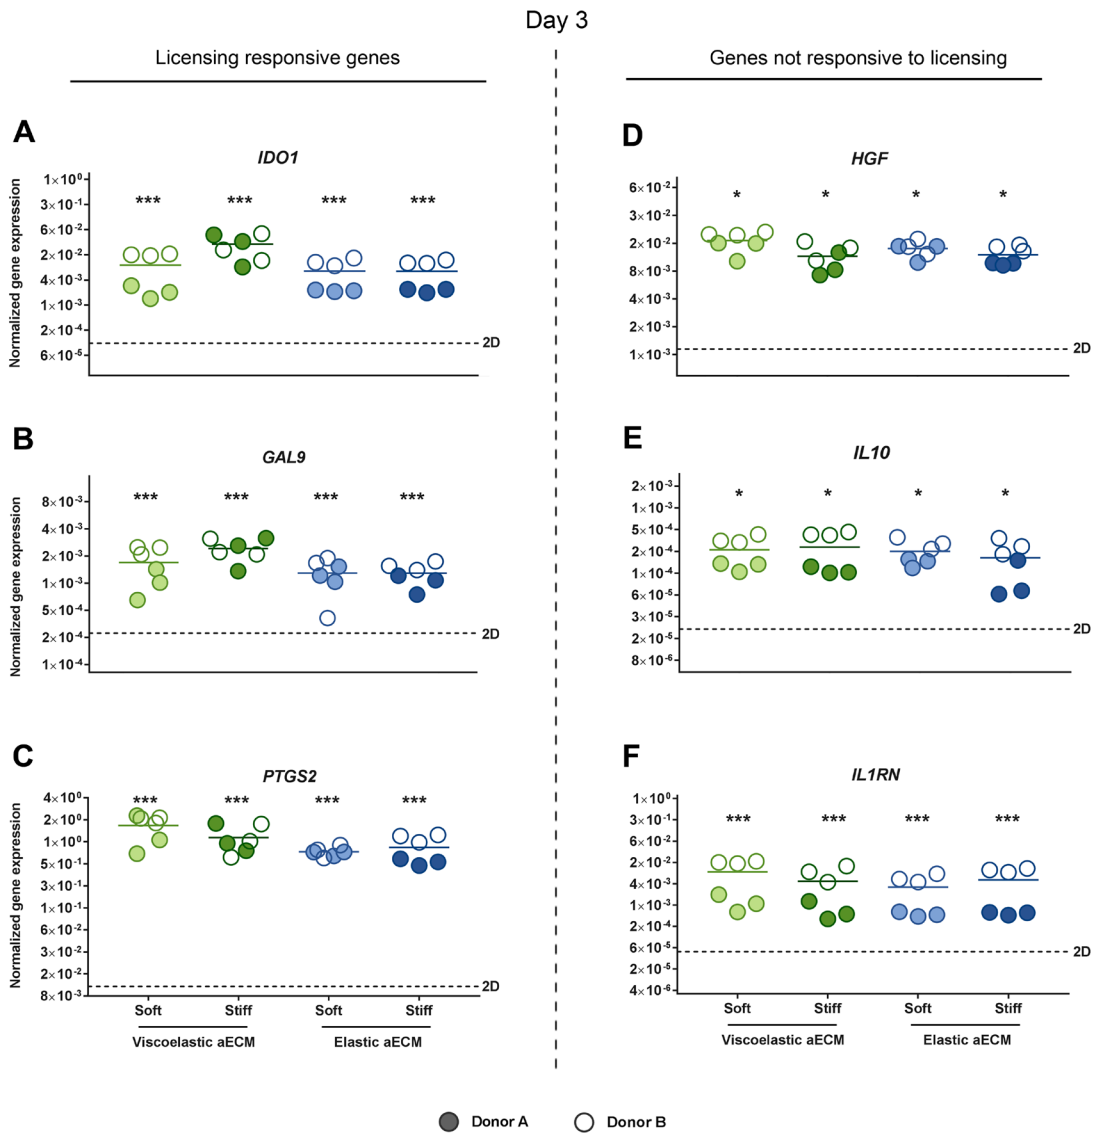 Day 3
Licensing responsive genes
Genes not responsive to licensing
A
IDO1
Normalized gene expression
1×10⁰
3×10⁻¹
6×10⁻²
2×10⁻²
4×10⁻³
1×10⁻³
2×10⁻⁴
6×10⁻⁵
*** *** *** ***
2D
B
GAL9
Normalized gene expression
8×10⁻³
4×10⁻³
2×10⁻³
1×10⁻³
5×10⁻⁴
2×10⁻⁴
1×10⁻⁴
*** *** *** ***
2D
C
PTGS2
Normalized gene expression
4×10⁰
2×10⁰
1×10⁰
5×10⁻¹
3×10⁻¹
1×10⁻¹
6×10⁻²
3×10⁻²
2×10⁻²
8×10⁻³
*** *** *** ***
2D
Soft Stiff Soft Stiff
Viscoelastic aECM Elastic aECM
D
HGF
6×10⁻²
3×10⁻²
2×10⁻²
8×10⁻³
4×10⁻³
2×10⁻³
1×10⁻³
* * * *
2D
E
IL10
2×10⁻³
1×10⁻³
5×10⁻⁴
2×10⁻⁴
1×10⁻⁴
6×10⁻⁵
3×10⁻⁵
2×10⁻⁵
8×10⁻⁶
* * * *
2D
F
IL1RN
1×10⁰
3×10⁻¹
6×10⁻²
2×10⁻²
4×10⁻³
1×10⁻³
2×10⁻⁴
6×10⁻⁵
2×10⁻⁵
4×10⁻⁶
*** *** *** ***
2D
Soft Stiff Soft Stiff
Viscoelastic aECM Elastic aECM
Donor A Donor B